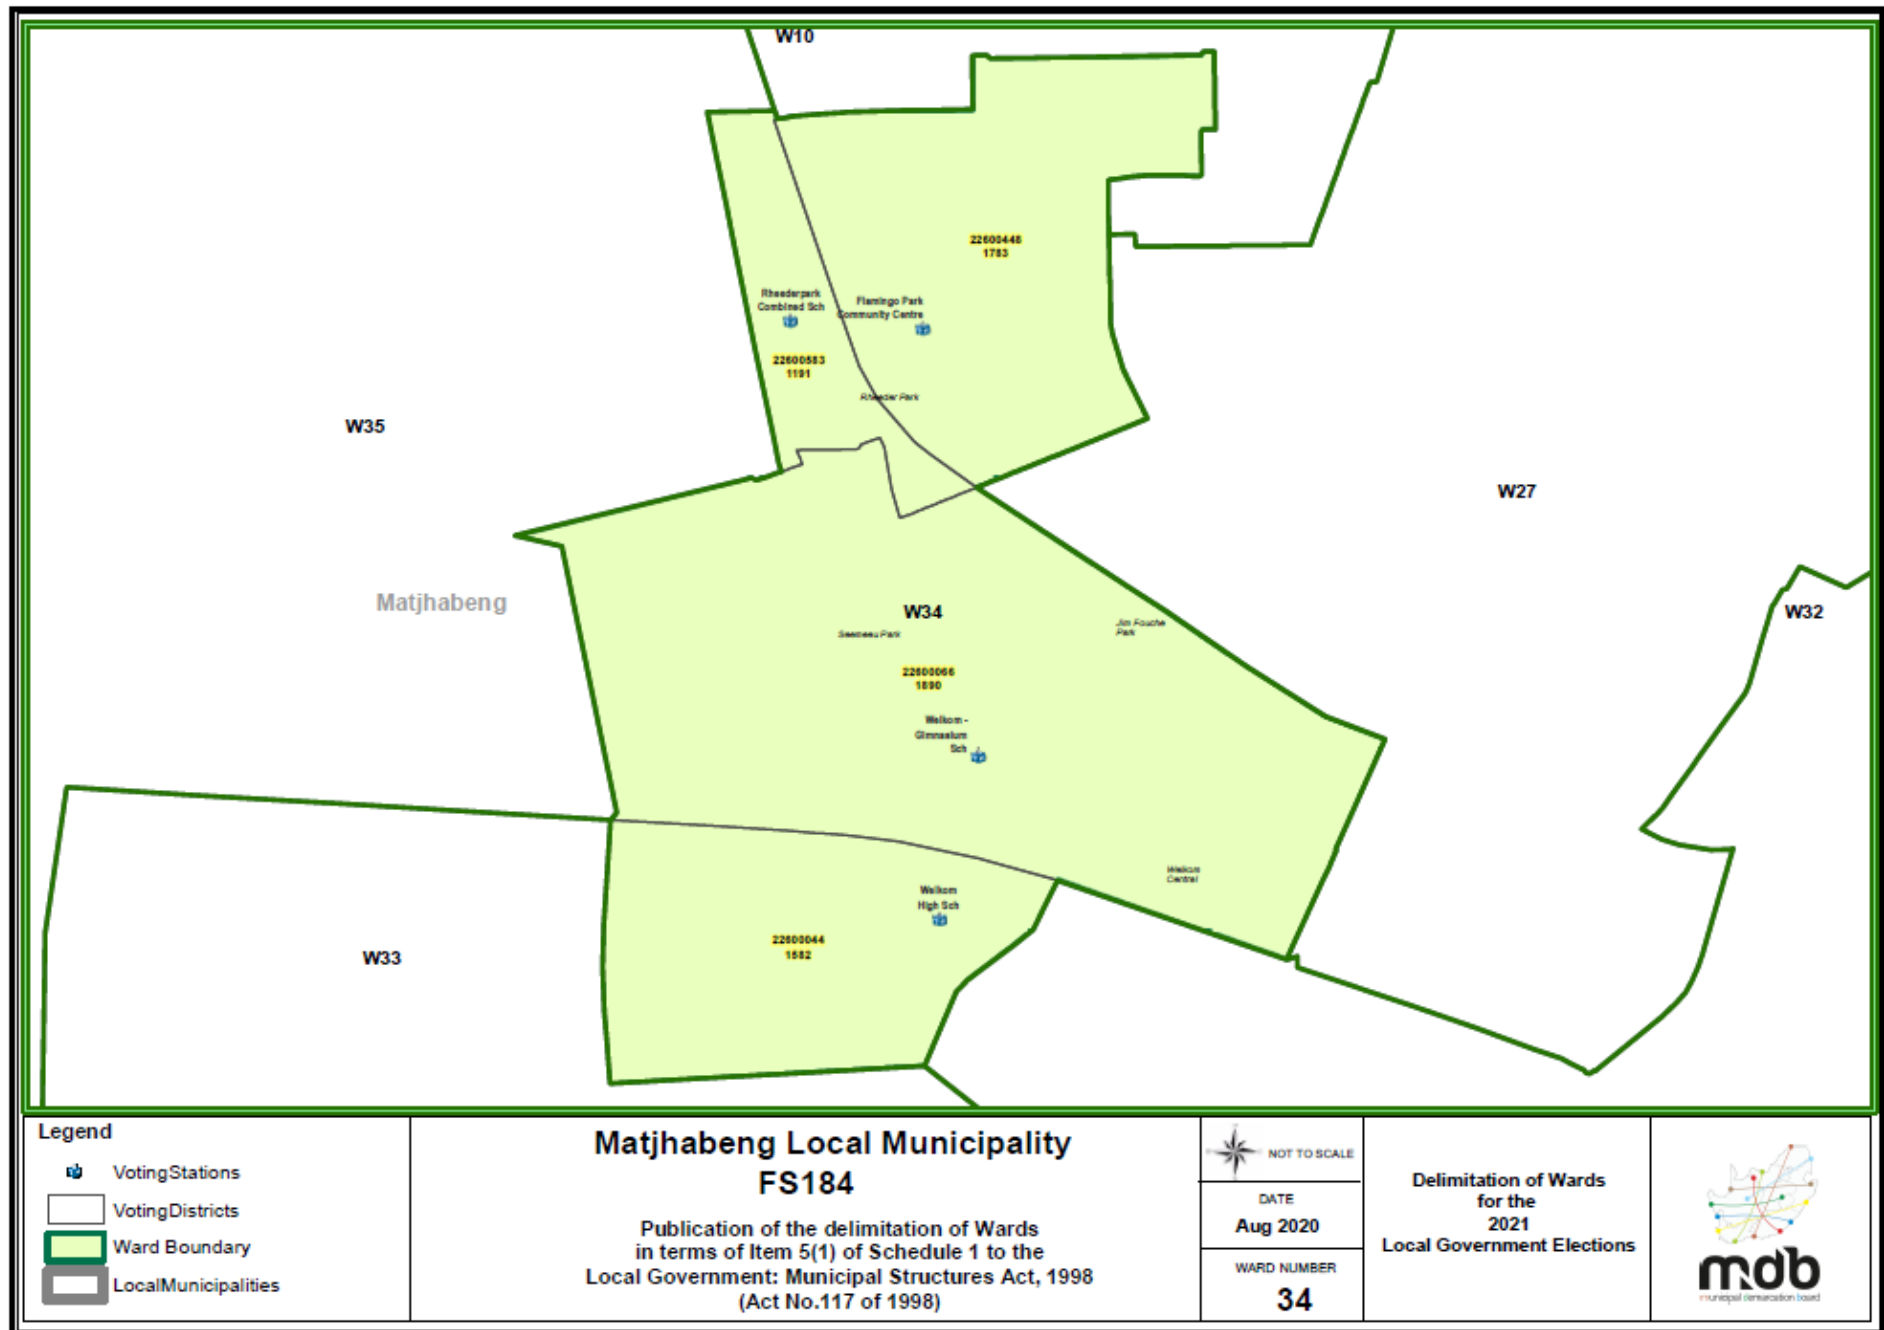 W10
22600448
1783
Rheederpark
Combined Sch
Flamingo Park
Community Centre
22600583
1191
Rheeder Park
W35
W27
Matjhabeng
W34
Jim Fouche
Park
W32
22600066
1890
Welkom -
Gimnasium
Sch
Welkom
Central
Welkom
High Sch
22600044
1582
W33
Legend
VotingStations
VotingDistricts
Ward Boundary
LocalMunicipalities
Matjhabeng Local Municipality
FS184
Publication of the delimitation of Wards
in terms of Item 5(1) of Schedule 1 to the
Local Government: Municipal Structures Act, 1998
(Act No.117 of 1998)
NOT TO SCALE
DATE
Aug 2020
WARD NUMBER
34
Delimitation of Wards
for the
2021
Local Government Elections
mdb
municipal demarcation board